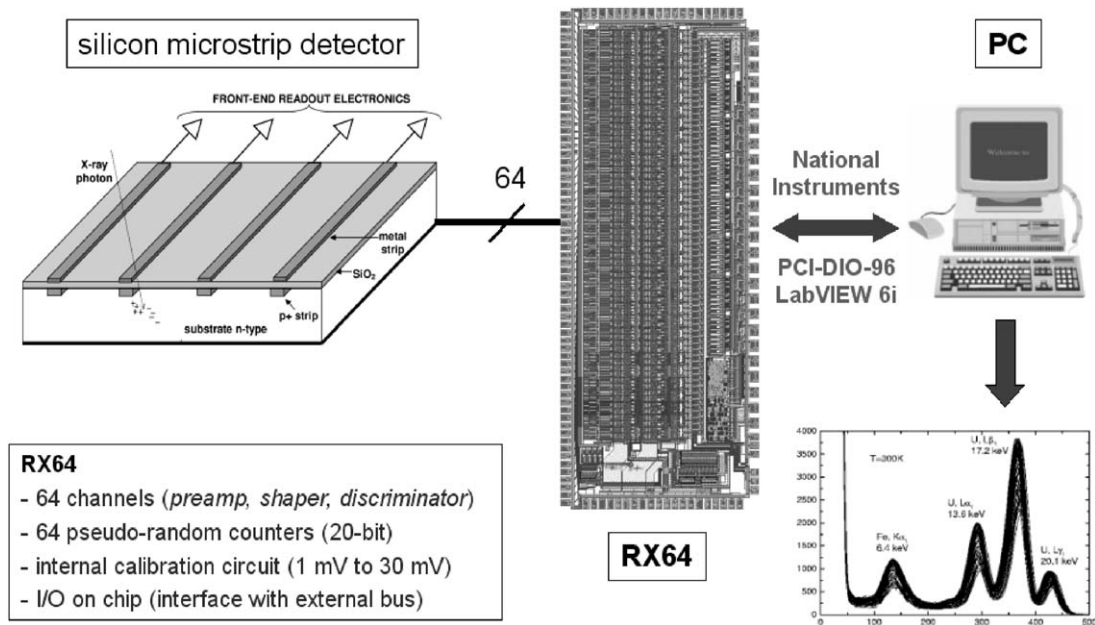 silicon microstrip detector
FRONT-END READOUT ELECTRONICS
X-ray
photon
metal
strip
SiO₂
p+ strip
substrate n-type
64
RX64
PC
National
Instruments
PCI-DIO-96
LabVIEW 6i
Welcome to
RX64
- 64 channels (preamp, shaper, discriminator)
- 64 pseudo-random counters (20-bit)
- internal calibration circuit (1 mV to 30 mV)
- I/O on chip (interface with external bus)
4000
3500
3000
2500
2000
1500
1000
500
0
T=300K
Fe, Kα₁
6.4 keV
U, Lα₁
13.6 keV
U, Lβ₁
17.2 keV
U, Lγ₁
20.1 keV
0
100
200
300
400
500